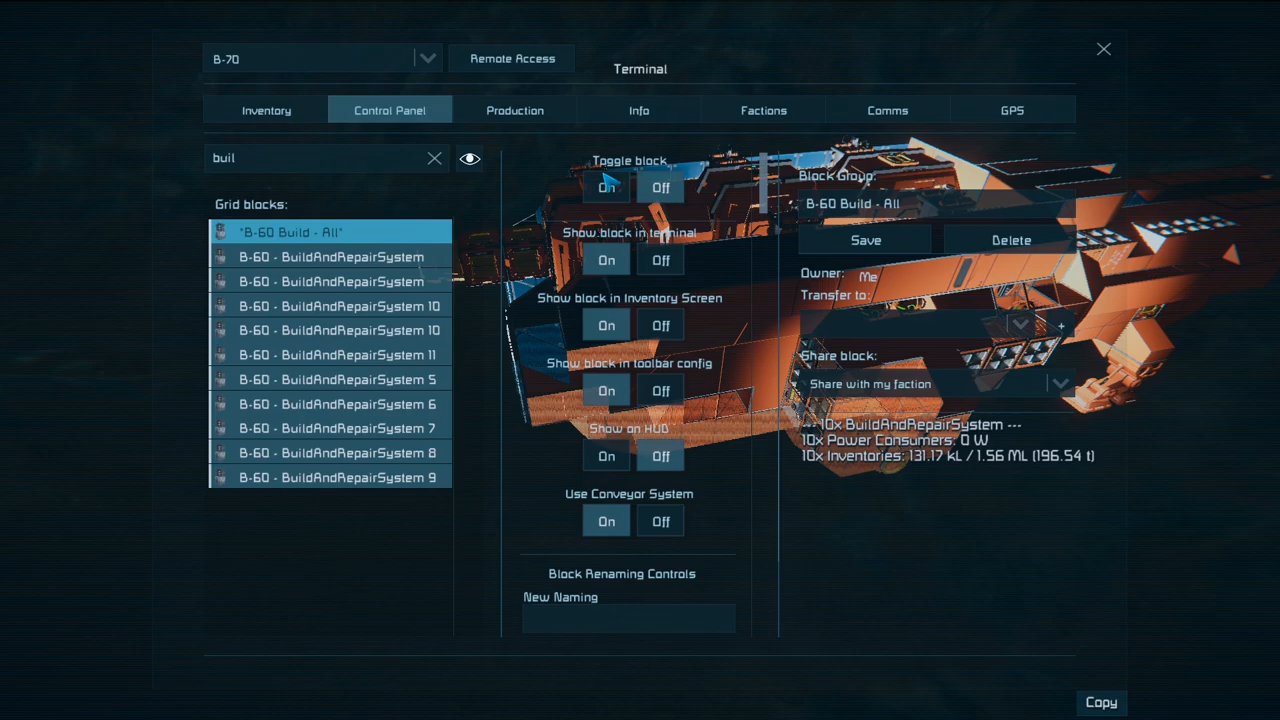 B-70
Remote Access
Terminal
Inventory
Control Panel
Production
Info
Factions
Comms
GPS
buil
Grid blocks:
*B-60 Build - All*
B-60 - BuildAndRepairSystem
B-60 - BuildAndRepairSystem
B-60 - BuildAndRepairSystem 10
B-60 - BuildAndRepairSystem 10
B-60 - BuildAndRepairSystem 11
B-60 - BuildAndRepairSystem 5
B-60 - BuildAndRepairSystem 6
B-60 - BuildAndRepairSystem 7
B-60 - BuildAndRepairSystem 8
B-60 - BuildAndRepairSystem 9
Toggle block
On Off
Show block in terminal
On Off
Show block in Inventory Screen
On Off
Show block in toolbar config
On Off
Show on HUD
On Off
Use Conveyor System
On Off
Block Renaming Controls
New Naming
Block Group:
B-60 Build - All
Save
Delete
Owner: Me
Transfer to:
+
Share block:
Share with my faction
--- 10x BuildAndRepairSystem ---
10x Power Consumers: 0 W
10x Inventories: 131.17 kL / 1.56 ML (196.54 t)
Copy